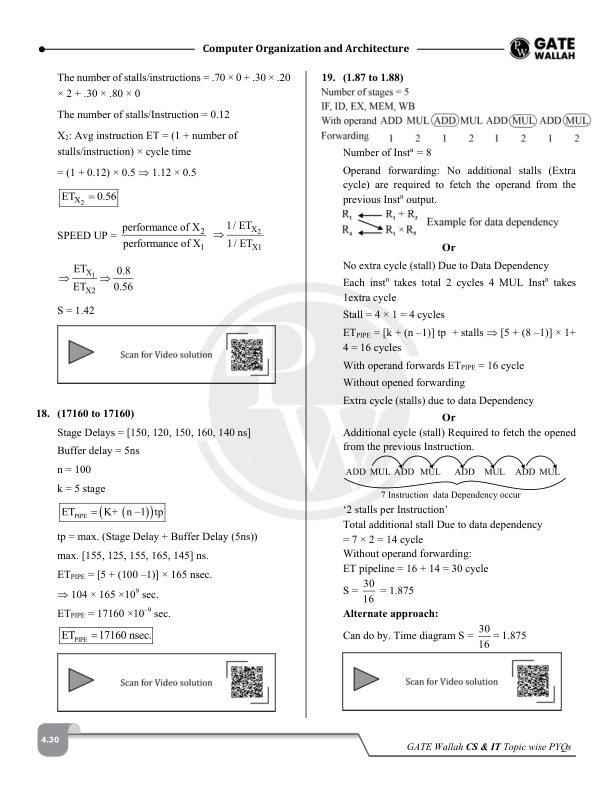 Computer Organization and Architecture
GATE
WALLAH
The number of stalls/instructions = .70 × 0 + .30 × .20
× 2 + .30 × .80 × 0
The number of stalls/Instruction = 0.12
X₂: Avg instruction ET = (1 + number of
stalls/instruction) × cycle time
= (1 + 0.12) × 0.5 ⇒ 1.12 × 0.5
ET_X₂ = 0.56
SPEED UP = performance of X₂ / performance of X₁ ⇒ 1 / ET_X₂ / 1 / ET_X1
⇒ ET_X₁ / ET_X2 ⇒ 0.8 / 0.56
S = 1.42
Scan for Video solution
18. (17160 to 17160)
Stage Delays = [150, 120, 150, 160, 140 ns]
Buffer delay = 5ns
n = 100
k = 5 stage
ET_PIPE = (K+ (n –1))tp
tp = max. (Stage Delay + Buffer Delay (5ns))
max. [155, 125, 155, 165, 145] ns.
ET_PIPE = [5 + (100 –1)] × 165 nsec.
⇒ 104 × 165 ×10⁹ sec.
ET_PIPE = 17160 ×10⁻⁹ sec.
ET_PIPE = 17160 nsec.
Scan for Video solution
19. (1.87 to 1.88)
Number of stages = 5
IF, ID, EX, MEM, WB
With operand ADD MUL ADD MUL ADD MUL ADD MUL
Forwarding 1 2 1 2 1 2 1 2
Number of Instⁿ = 8
Operand forwarding: No additional stalls (Extra
cycle) are required to fetch the operand from the
previous Instⁿ output.
R₁ ← R₁ + R₃
R₄ ← R₁ × R₅ Example for data dependency
Or
No extra cycle (stall) Due to Data Dependency
Each instⁿ takes total 2 cycles 4 MUL Instⁿ takes
1extra cycle
Stall = 4 × 1 = 4 cycles
ET_PIPE = [k + (n –1)] tp + stalls ⇒ [5 + (8 –1)] × 1+
4 = 16 cycles
With operand forwards ET_PIPE = 16 cycle
Without opened forwarding
Extra cycle (stalls) due to data Dependency
Or
Additional cycle (stall) Required to fetch the opened
from the previous Instruction.
ADD MUL ADD MUL ADD MUL ADD MUL
7 Instruction data Dependency occur
‘2 stalls per Instruction’
Total additional stall Due to data dependency
= 7 × 2 = 14 cycle
Without operand forwarding:
ET pipeline = 16 + 14 = 30 cycle
S = 30 / 16 = 1.875
Alternate approach:
Can do by. Time diagram S = 30 / 16 = 1.875
Scan for Video solution
4.30
GATE Wallah CS & IT Topic wise PYQs